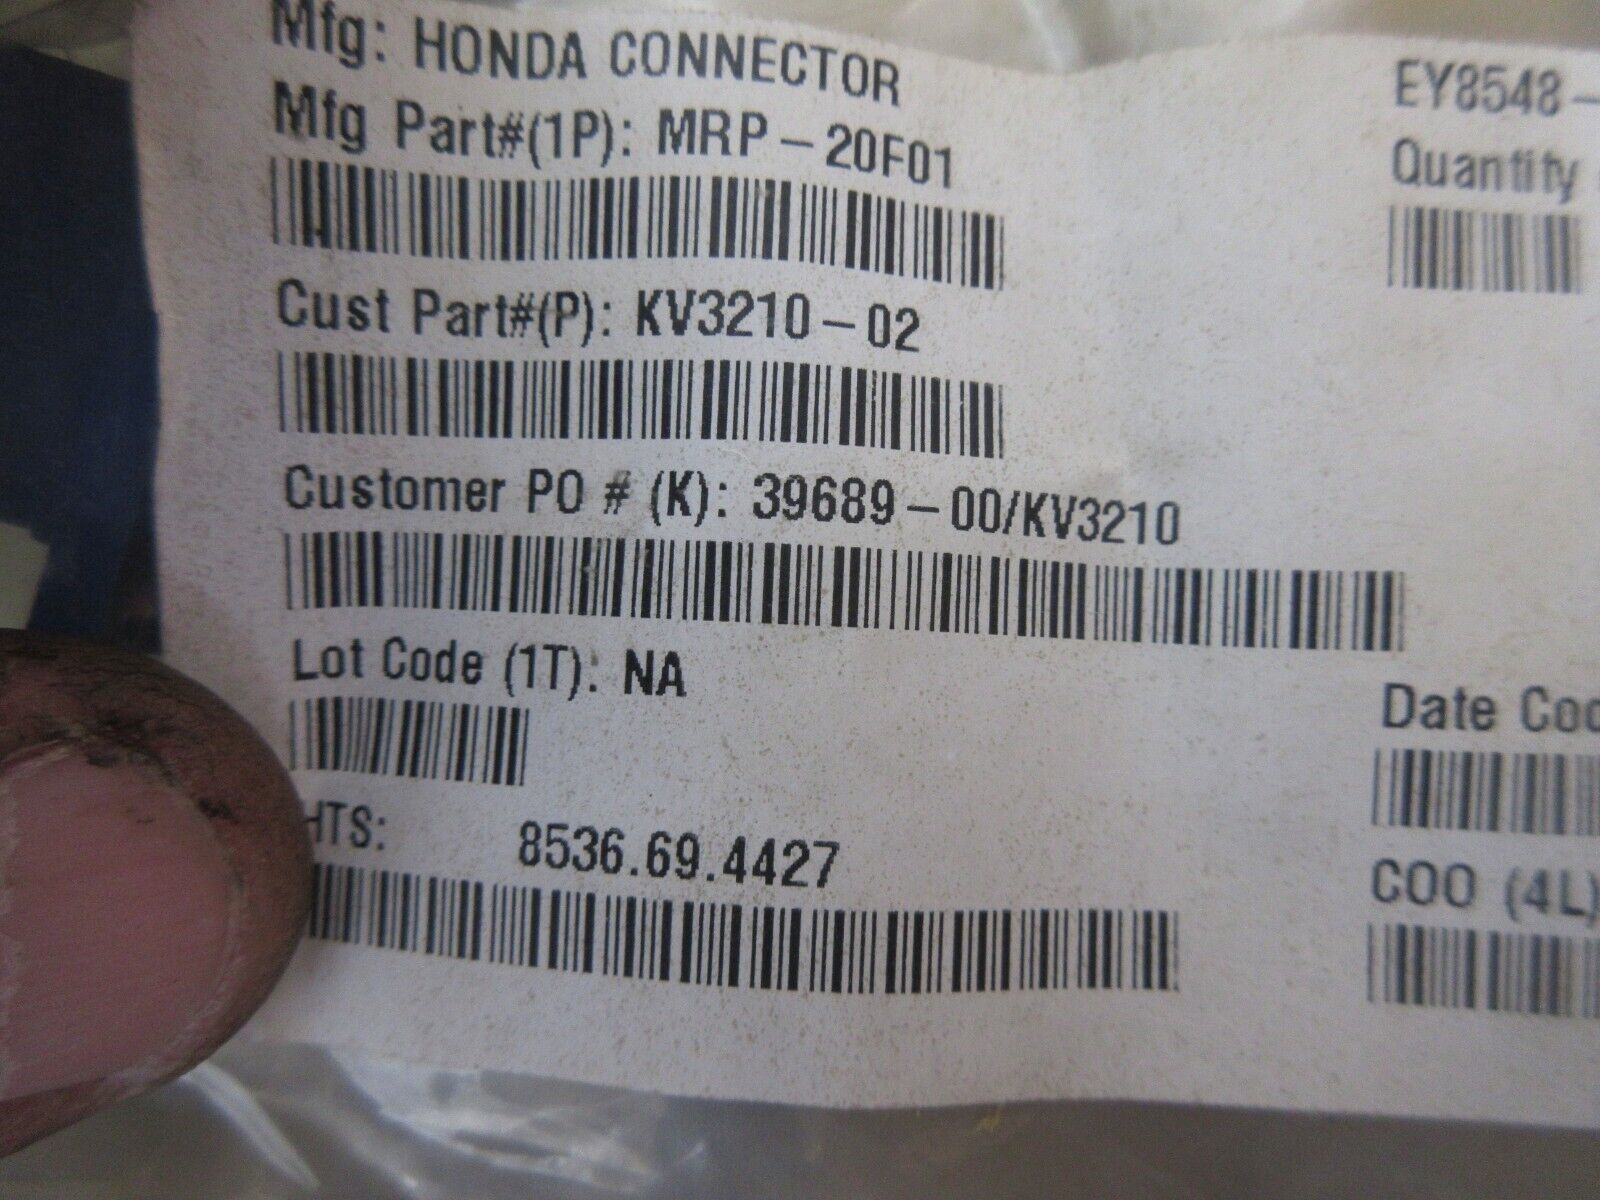 Mfg: HONDA CONNECTOR
EY8548-
Mfg Part#(1P): MRP-20F01
Quantity
Cust Part#(P): KV3210-02
Customer PO # (K): 39689-00/KV3210
Lot Code (1T): NA
Date
HTS: 8536.69.4427
COO (4L)